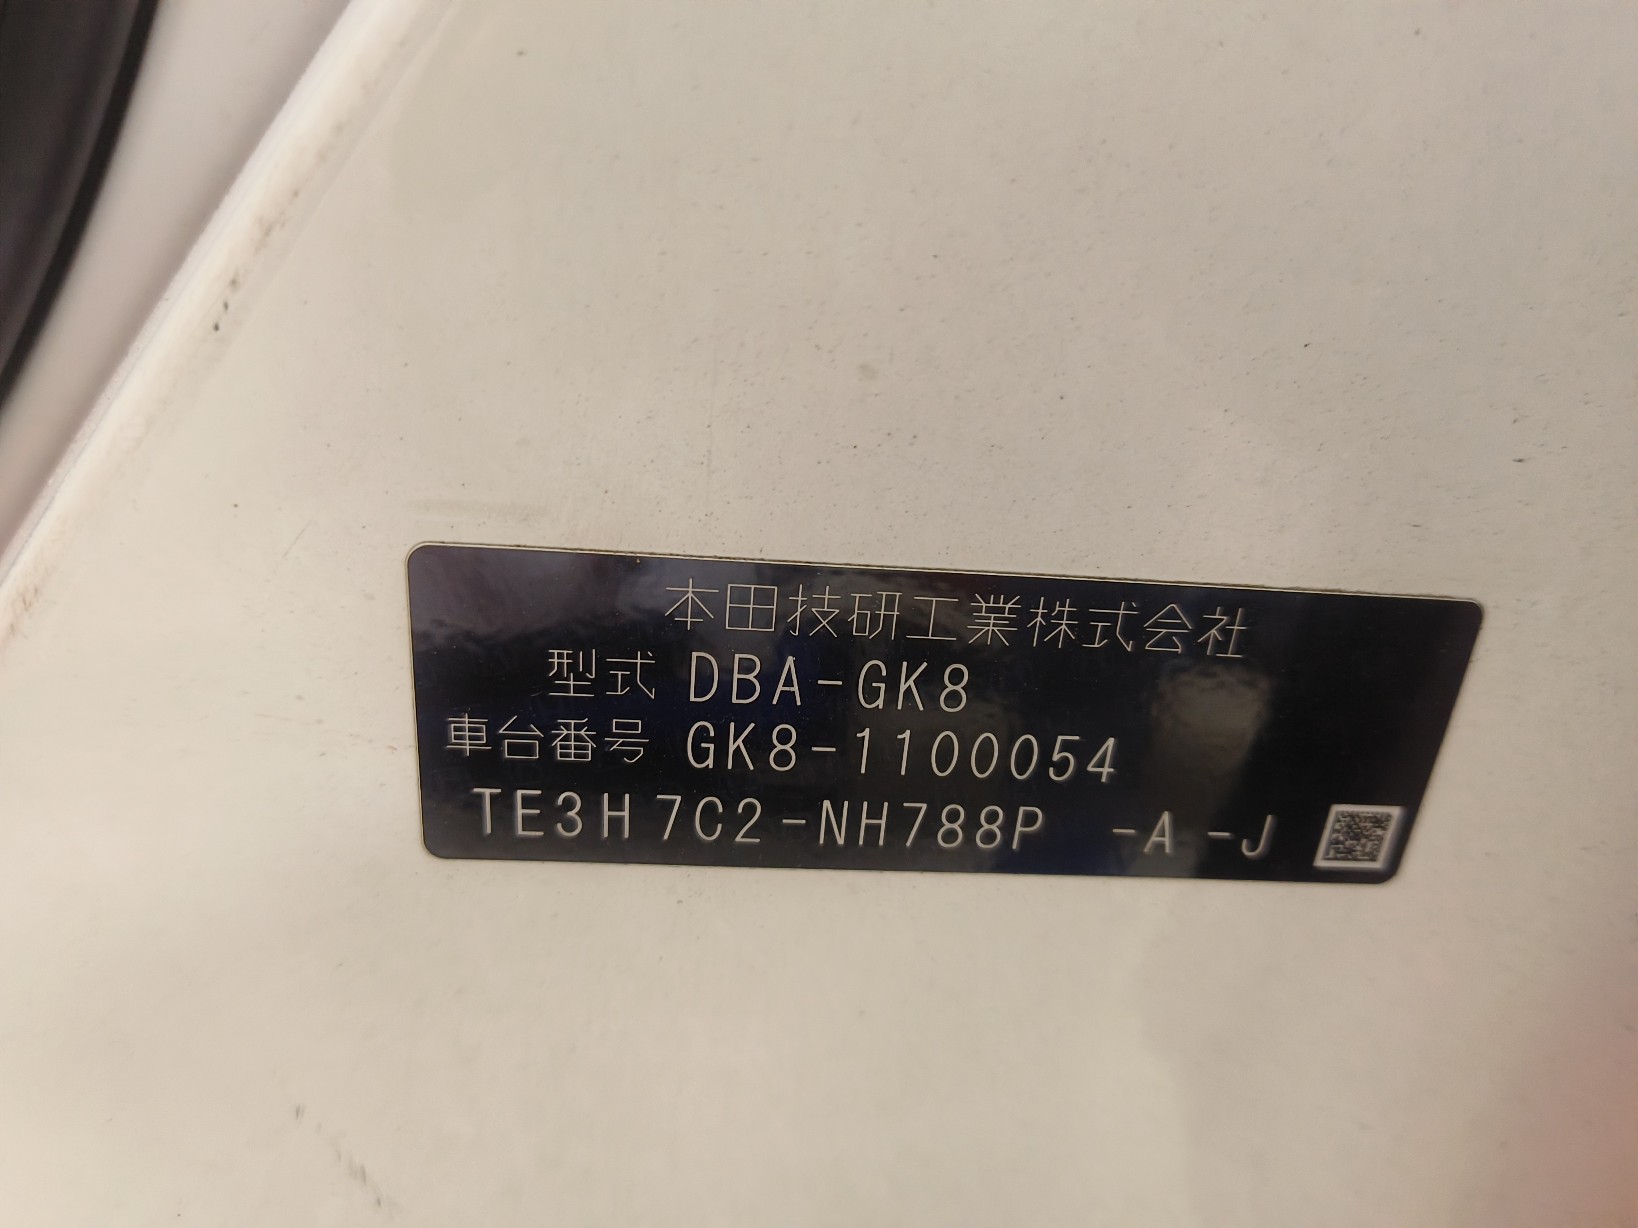 本田技研工業株式会社
型式 DBA-GK8
車台番号 GK8-1100054
TE3H7C2-NH788P -A -J